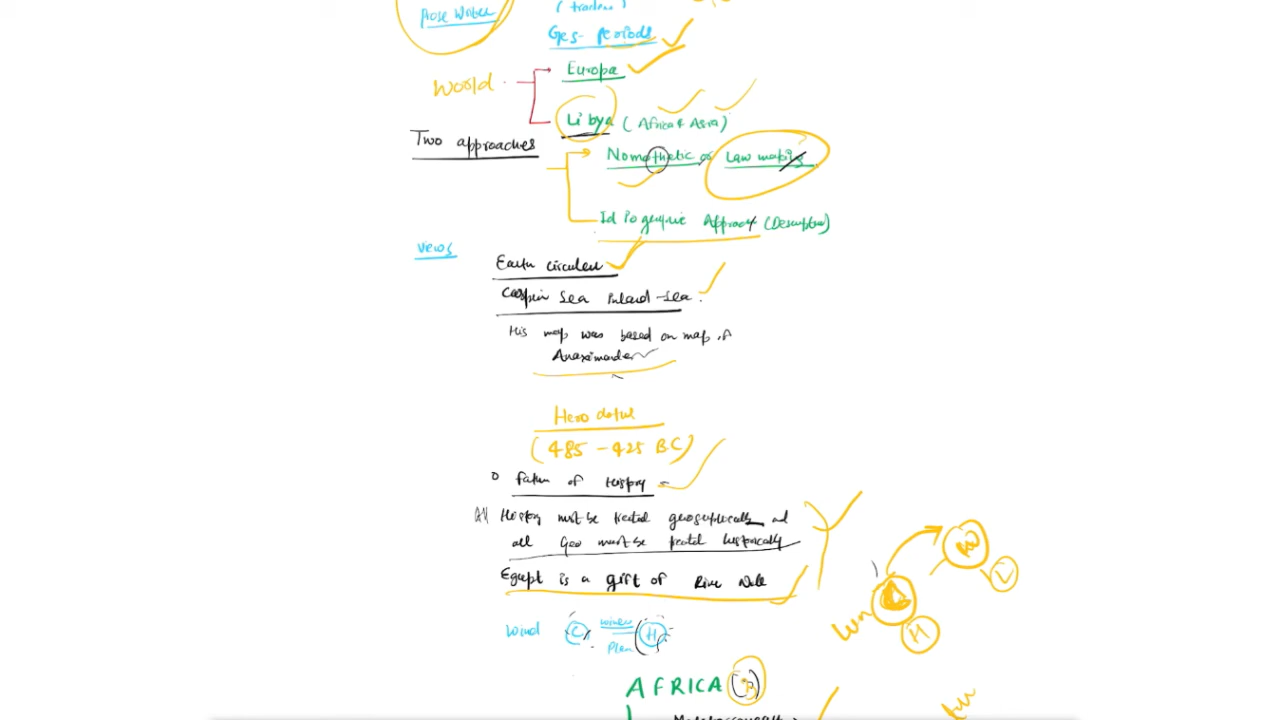 (traders)
Ges-periods
Europa
World
Libya (Africa & Asia)
Two approaches
Nomothetic or Law making
Idiographic Approach (Descriptive)
Views
Earth circular
Caspian Sea Inland-sea.
His map was based on map of
Anaximander
Herodotus
(485 - 425 BC)
Father of History
All History must be treated geographically and
all Geo must be treated historically
Egypt is a gift of River Nile
H
L
Wind
C
H
AFRICA